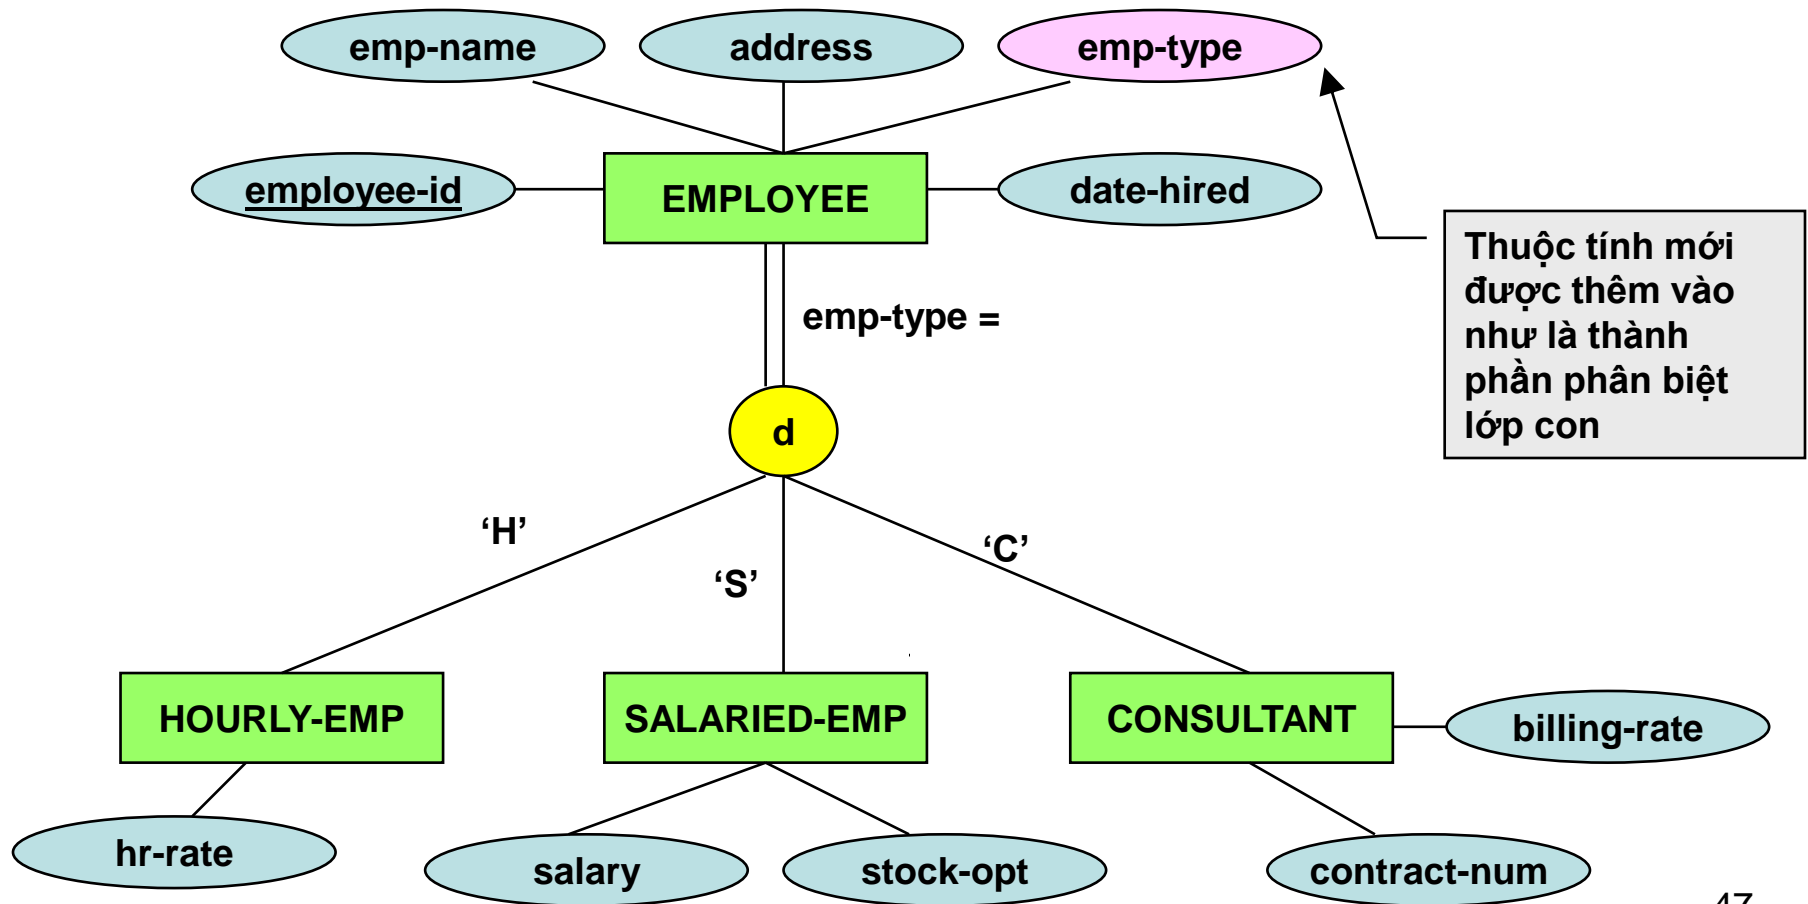 emp-name
address
emp-type
employee-id
EMPLOYEE
date-hired
Thuộc tính mới
được thêm vào
như là thành
phần phân biệt
lớp con
emp-type =
d
‘H’
‘S’
‘C’
HOURLY-EMP
SALARIED-EMP
CONSULTANT
billing-rate
hr-rate
salary
stock-opt
contract-num
47